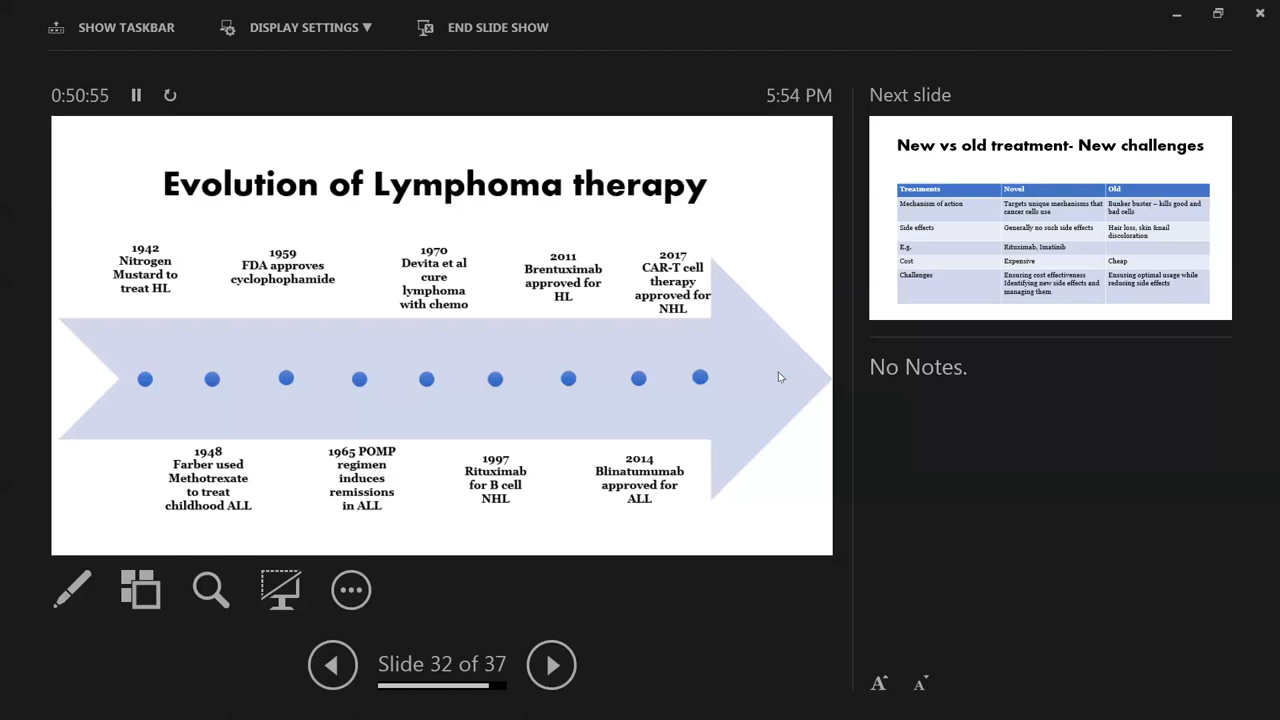 SHOW TASKBAR
DISPLAY SETTINGS ▼
END SLIDE SHOW
0:50:55
5:54 PM
Next slide
Evolution of Lymphoma therapy
1942
Nitrogen
Mustard to
treat HL
1959
FDA approves
cyclophophamide
1970
Devita et al
cure
lymphoma
with chemo
2011
Brentuximab
approved for
HL
2017
CAR-T cell
therapy
approved for
NHL
1948
Farber used
Methotrexate
to treat
childhood ALL
1965 POMP
regimen
induces
remissions
in ALL
1997
Rituximab
for B cell
NHL
2014
Blinatumumab
approved for
ALL
New vs old treatment- New challenges
Treatments
Novel
Old
Mechanism of action
Targets unique mechanisms that
cancer cells use
Bunker buster – kills good and
bad cells
Side effects
Generally no such side effects
Hair loss, skin &nail
discoloration
E.g.
Rituximab, Imatinib
Cost
Expensive
Cheap
Challenges
Ensuring cost effectiveness
Identifying new side effects and
managing them
Ensuring optimal usage while
reducing side effects
No Notes.
Slide 32 of 37
A A